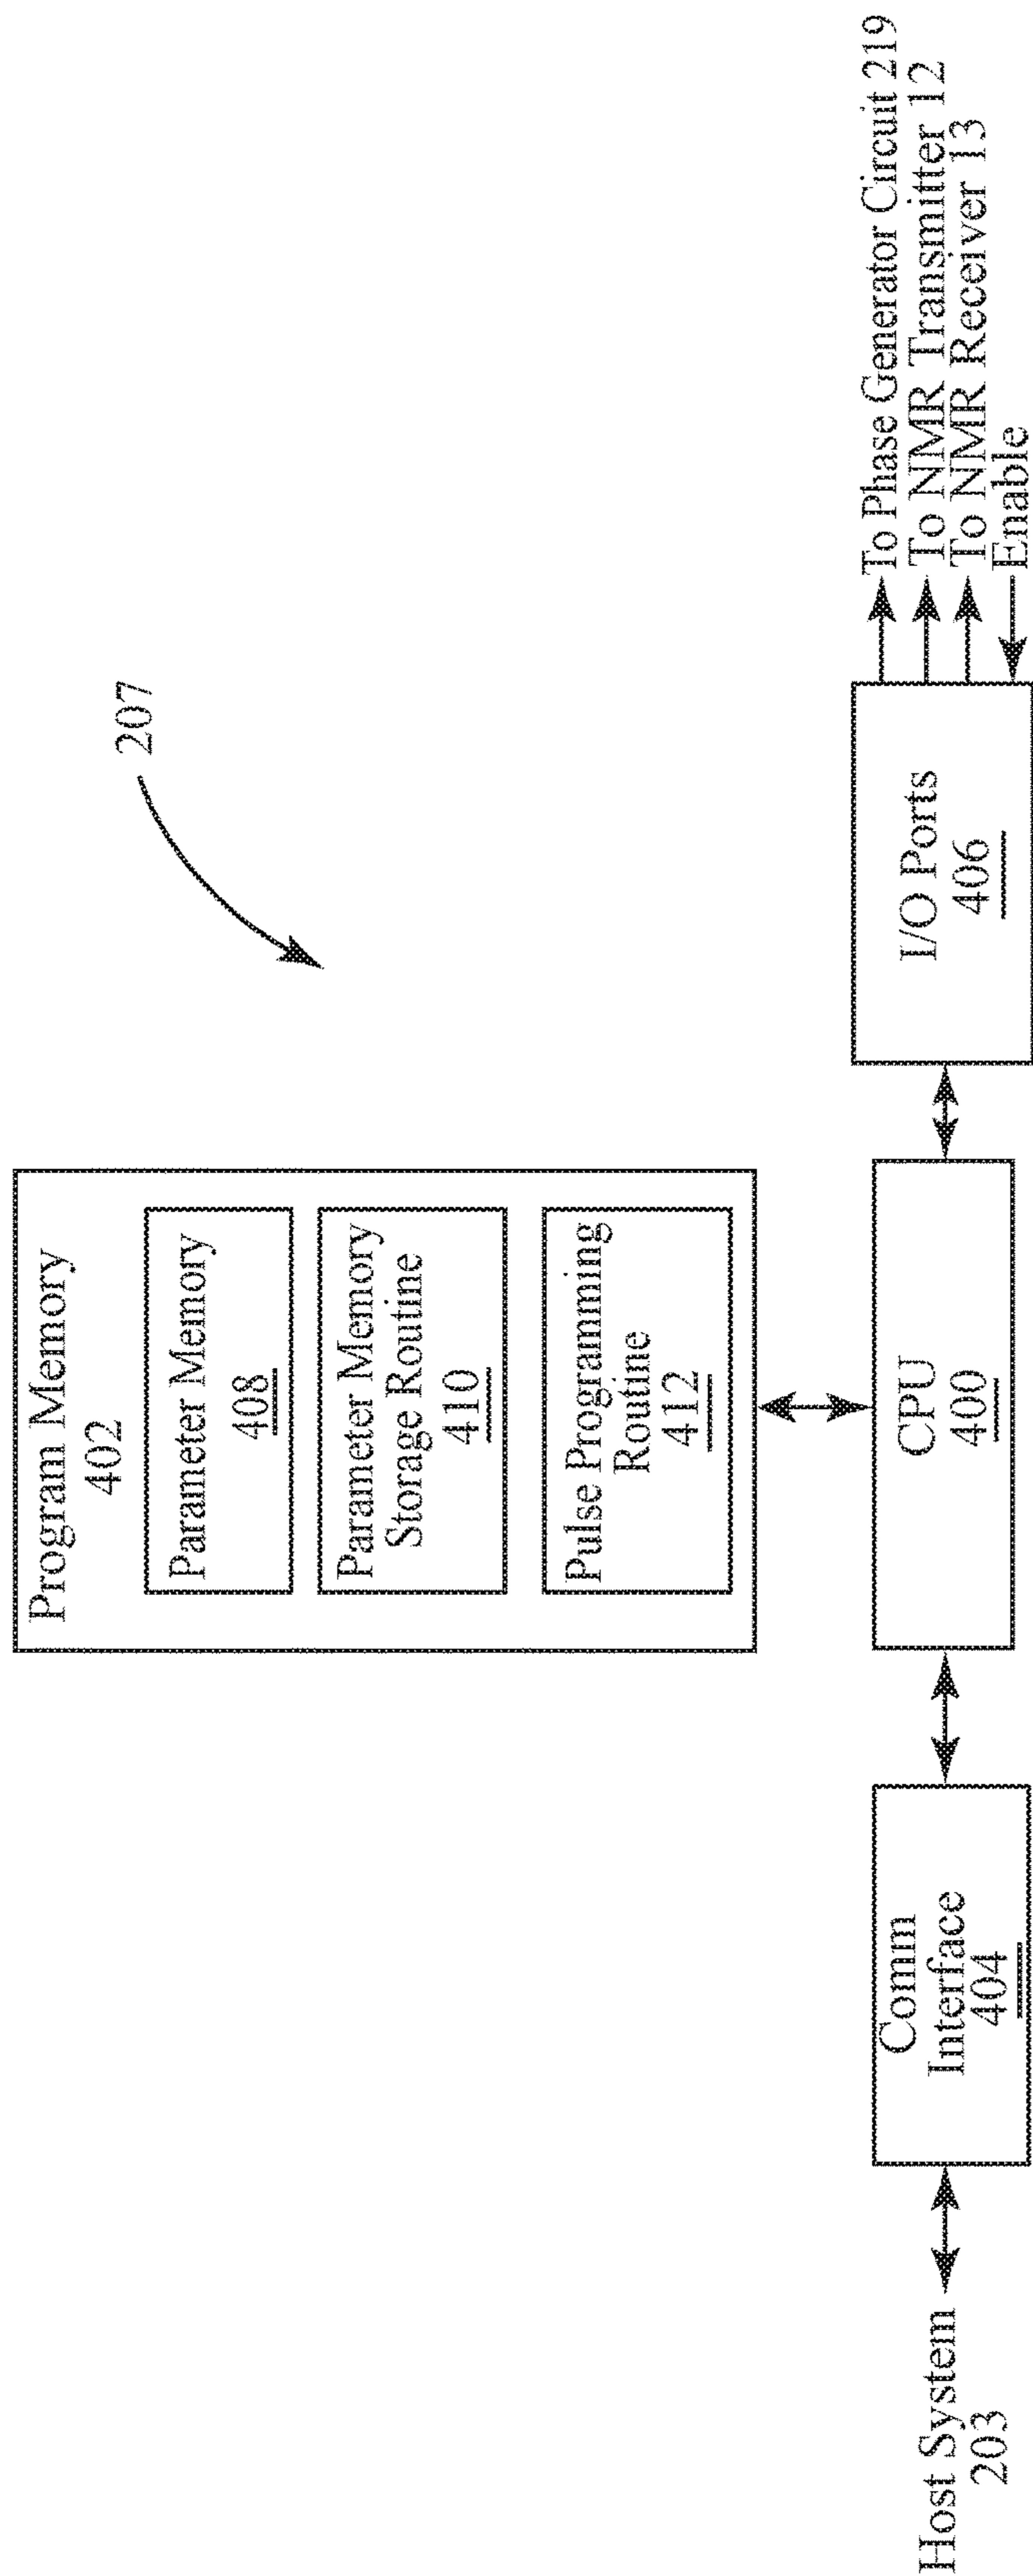 207
Program Memory
402
Parameter Memory
408
Parameter Memory
Storage Routine
410
Pulse Programming
Routine
412
Host System
203
Comm
Interface
404
CPU
400
I/O Ports
406
To Phase Generator Circuit 219
To NMR Transmitter 12
To NMR Receiver 13
Enable